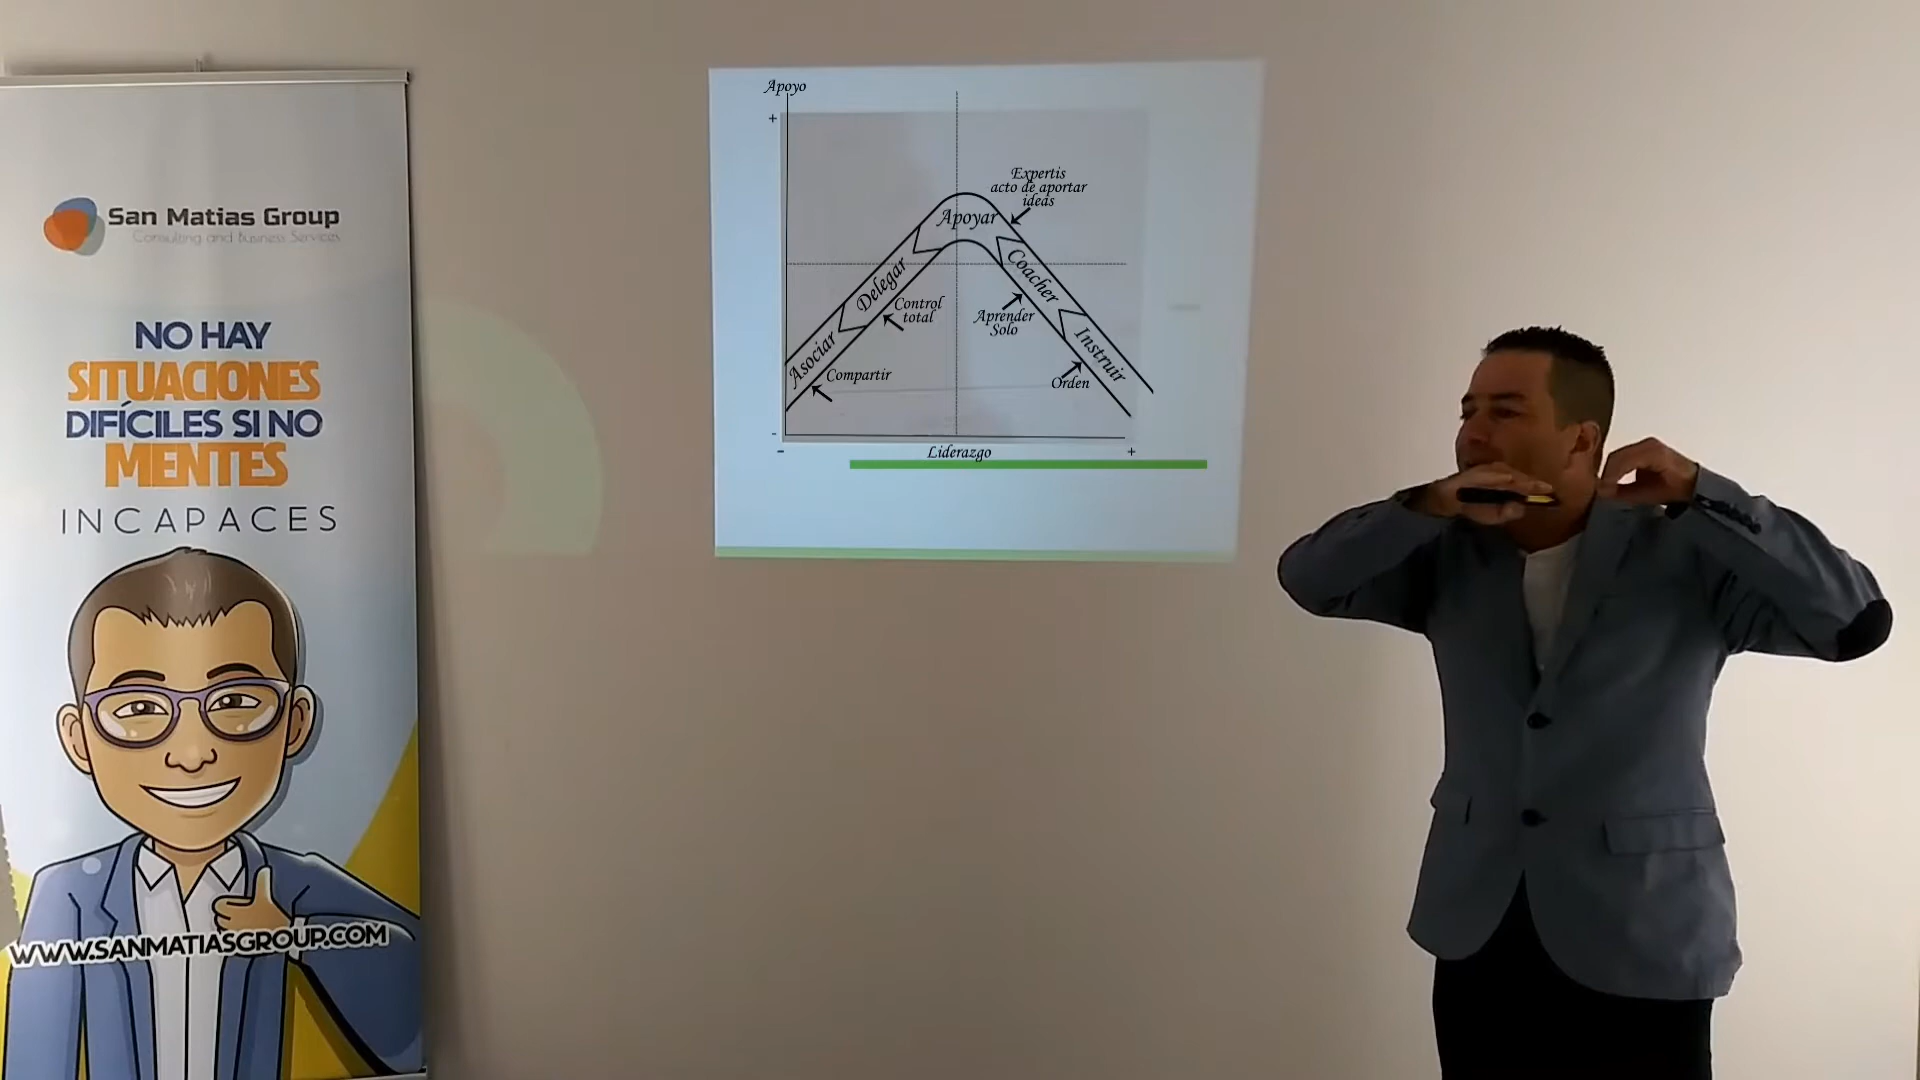 San Matias Group
Consulting and Business Services
NO HAY
SITUACIONES
DIFÍCILES SI NO
MENTES
INCAPACES
WWW.SANMATIASGROUP.COM
Apoyo
+
Expertis
acto de aportar
ideas
Apoyar
Delegar
Coacher
Control
total
Aprender
Solo
Asociar
Instruir
Compartir
Orden
-
-
Liderazgo
+